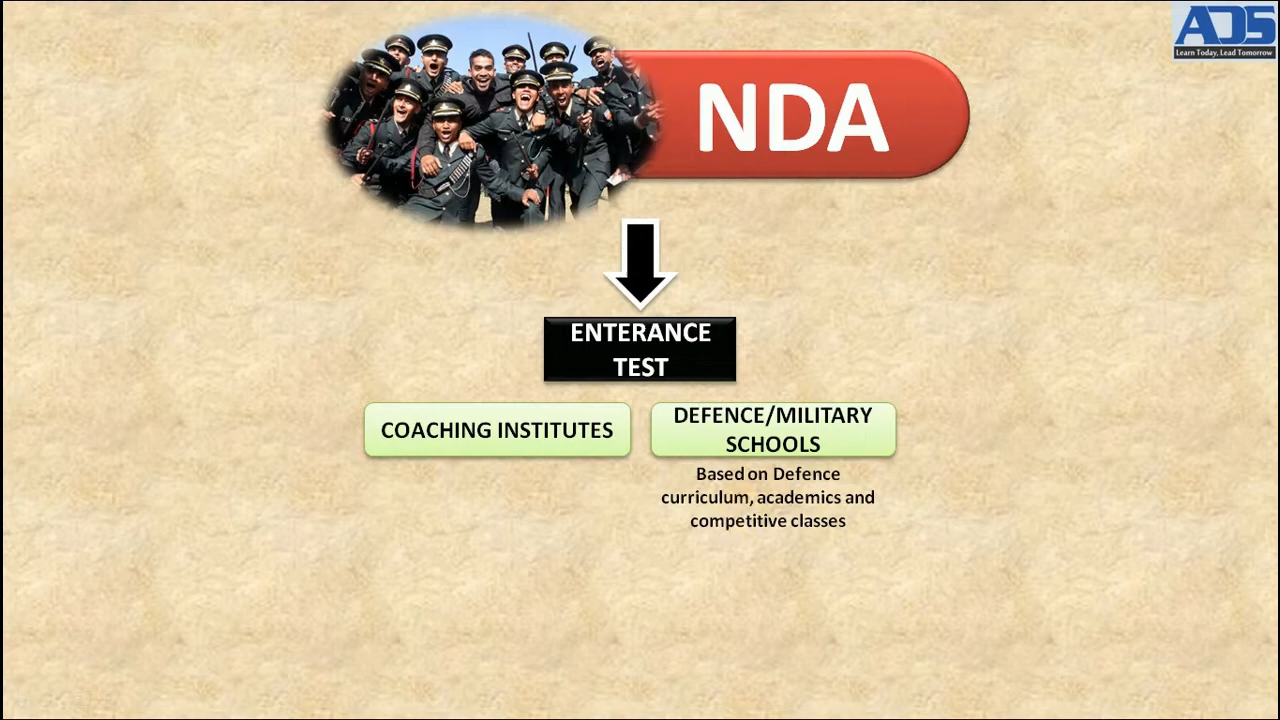 ADS
Learn Today, Lead Tomorrow
NDA
ENTERANCE
TEST
COACHING INSTITUTES
DEFENCE/MILITARY
SCHOOLS
Based on Defence
curriculum, academics and
competitive classes